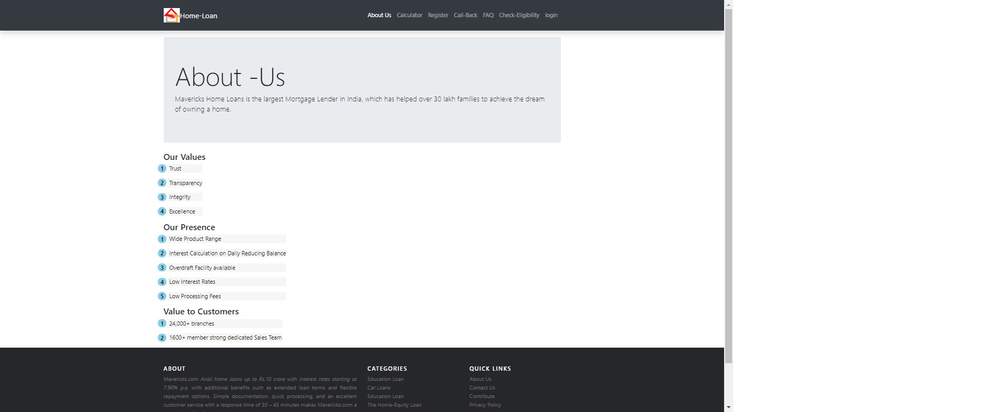 Home-Loan
About Us Calculator Register Call-Back FAQ Check-Eligibility login
About -Us
Mavericks Home Loans is the largest Mortgage Lender in India, which has helped over 30 lakh families to achieve the dream
of owning a home.
Our Values
1 Trust
2 Transparency
3 Integrity
4 Excellence
Our Presence
1 Wide Product Range
2 Interest Calculation on Daily Reducing Balance
3 Overdraft Facility available
4 Low Interest Rates
5 Low Processing Fees
Value to Customers
1 24,000+ branches
2 1600+ member strong dedicated Sales Team
ABOUT
Mavericks.com Avail home loans up to Rs.10 crore with interest rates starting at
7.90% p.a. with additional benefits such as extended loan terms and flexible
repayment options. Simple documentation, quick processing, and an excellent
customer service with a response time of 30 – 45 minutes makes Mavericks.com a
CATEGORIES
Education Loan
Car Loans
Education Loan
The Home-Equity Loan
QUICK LINKS
About Us
Contact Us
Contribute
Privacy Policy